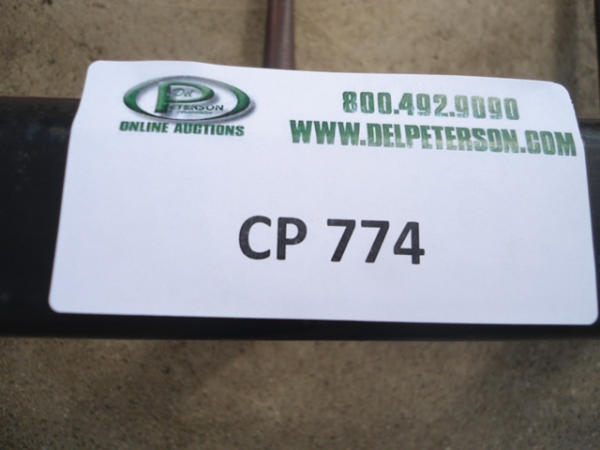 Del
PETERSON
ONLINE AUCTIONS
800.492.9090
WWW.DELPETERSON.COM
CP 774